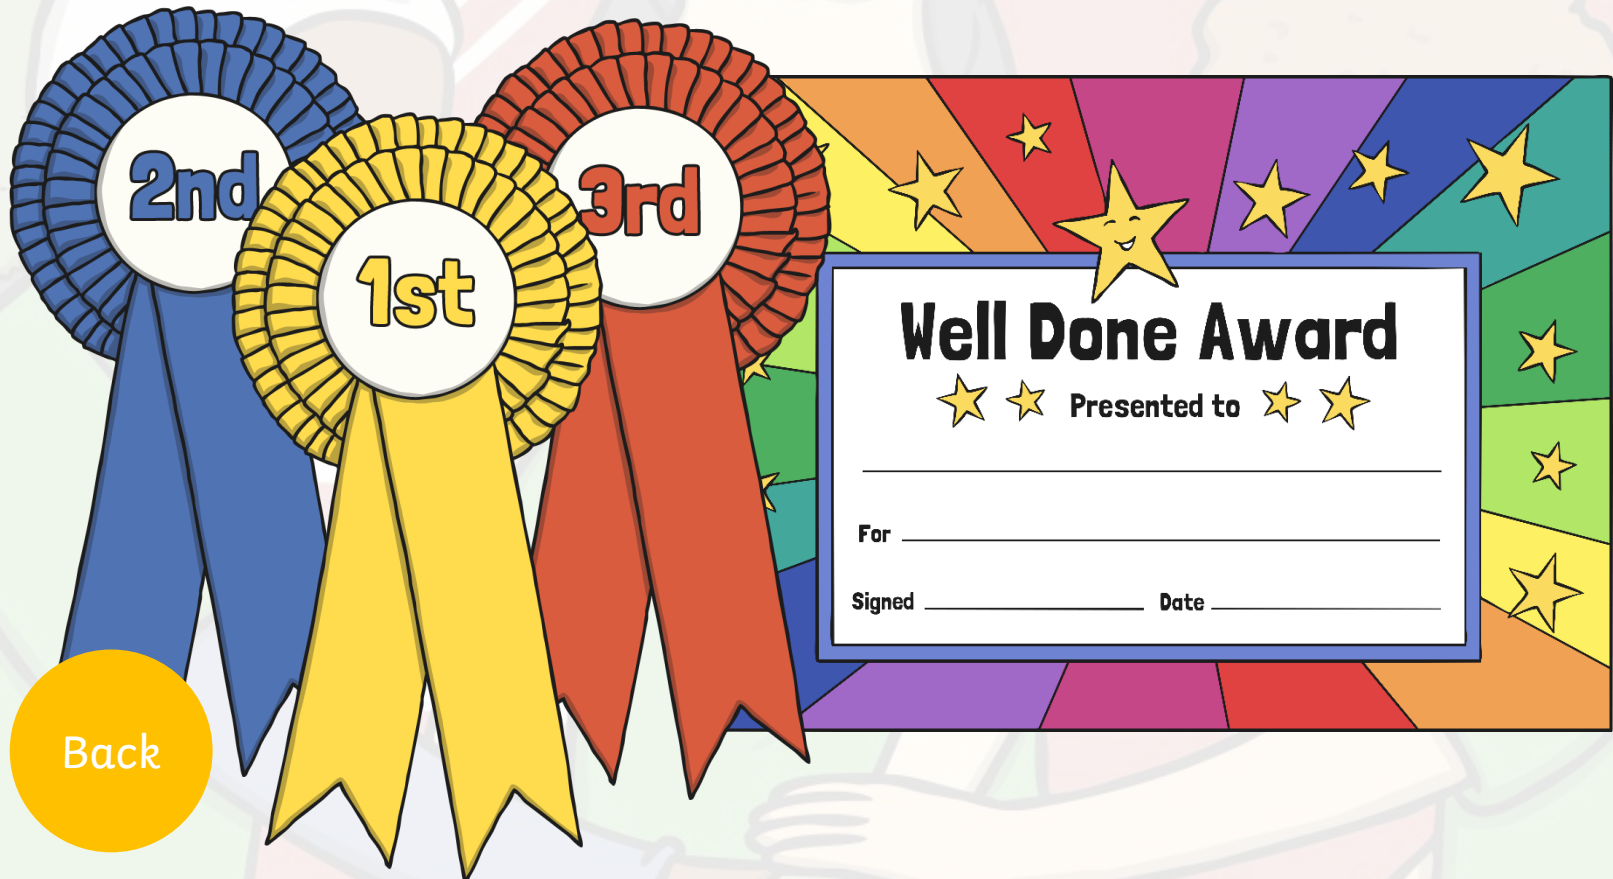 2nd
1st
3rd
Well Done Award
Presented to
For
Signed Date
Back